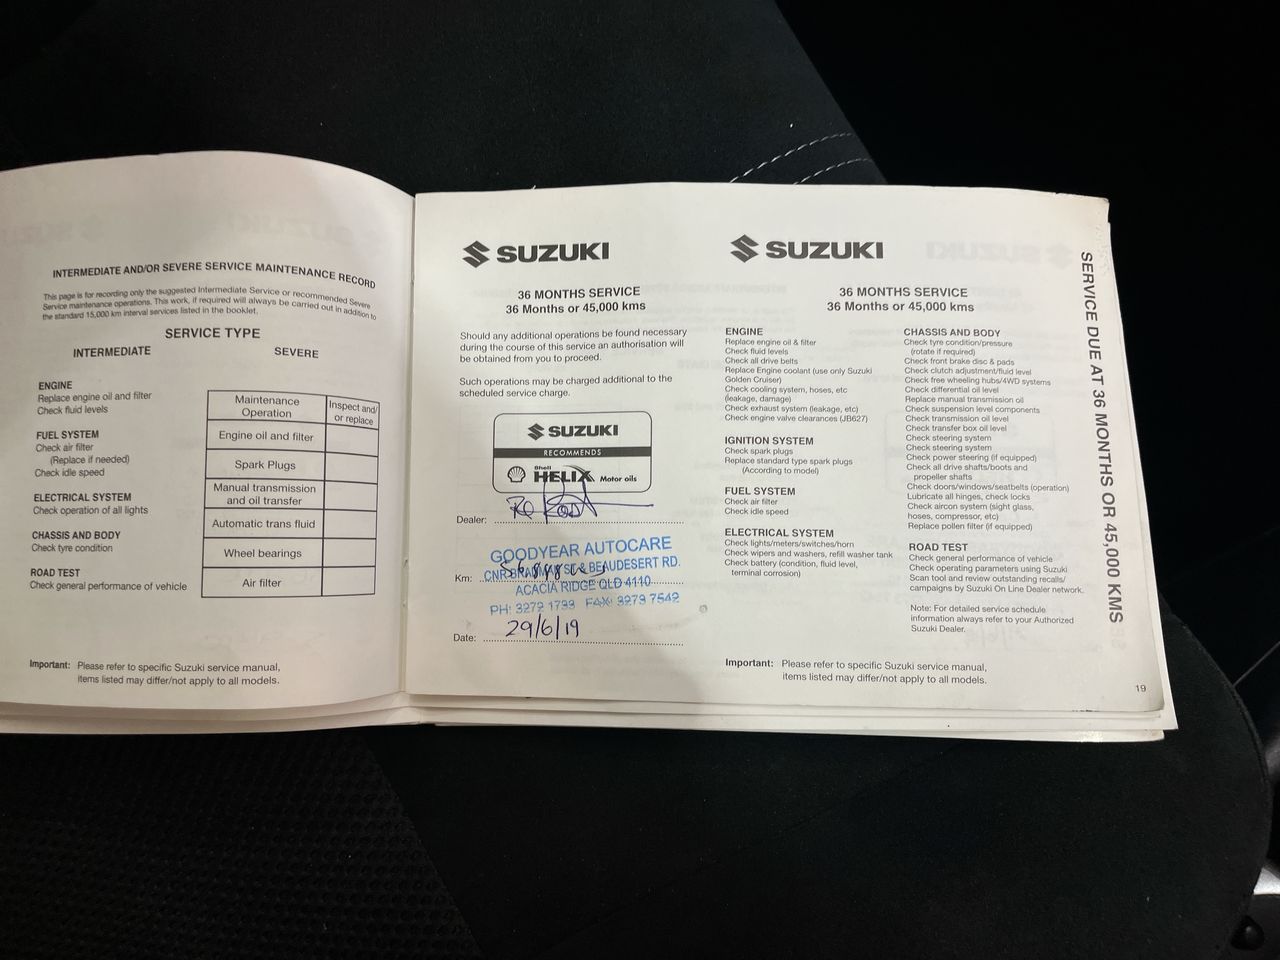 INTERMEDIATE AND/OR SEVERE SERVICE MAINTENANCE RECORD
This page is for recording only the suggested Intermediate Service or recommended Severe
Service maintenance operations. This work, if required will always be carried out in addition to
the standard 15,000 km interval services listed in the booklet.
SERVICE TYPE
INTERMEDIATE
ENGINE
Replace engine oil and filter
Check fluid levels
FUEL SYSTEM
Check air filter
(Replace if needed)
Check idle speed
ELECTRICAL SYSTEM
Check operation of all lights
CHASSIS AND BODY
Check tyre condition
ROAD TEST
Check general performance of vehicle
SEVERE
Maintenance
Operation
Inspect and/
or replace
Engine oil and filter
Spark Plugs
Manual transmission
and oil transfer
Automatic trans fluid
Wheel bearings
Air filter
Important: Please refer to specific Suzuki service manual,
items listed may differ/not apply to all models.
SUZUKI
36 MONTHS SERVICE
36 Months or 45,000 kms
Should any additional operations be found necessary
during the course of this service an authorisation will
be obtained from you to proceed.
Such operations may be charged additional to the
scheduled service charge.
SUZUKI
RECOMMENDS
Shell
HELIX Motor oils
Dealer:
GOODYEAR AUTOCARE
Km:
CNR BRADMAN ST & BEAUDESERT RD.
ACACIA RIDGE QLD 4110
PH: 3272 1733 FAX: 3273 7542
Date: 29/6/19
SUZUKI
36 MONTHS SERVICE
36 Months or 45,000 kms
ENGINE
Replace engine oil & filter
Check fluid levels
Check all drive belts
Replace Engine coolant (use only Suzuki
Golden Cruiser)
Check cooling system, hoses, etc
(leakage, damage)
Check exhaust system (leakage, etc)
Check engine valve clearances (JB627)
IGNITION SYSTEM
Check spark plugs
Replace standard type spark plugs
(According to model)
FUEL SYSTEM
Check air filter
Check idle speed
ELECTRICAL SYSTEM
Check lights/meters/switches/horn
Check wipers and washers, refill washer tank
Check battery (condition, fluid level,
terminal corrosion)
CHASSIS AND BODY
Check tyre condition/pressure
(rotate if required)
Check front brake disc & pads
Check clutch adjustment/fluid level
Check free wheeling hubs/4WD systems
Check differential oil level
Replace manual transmission oil
Check suspension level components
Check transmission oil level
Check transfer box oil level
Check steering system
Check steering system
Check power steering (if equipped)
Check all drive shafts/boots and
propeller shafts
Check doors/windows/seatbelts (operation)
Lubricate all hinges, check locks
Check aircon system (sight glass,
hoses, compressor, etc)
Replace pollen filter (if equipped)
ROAD TEST
Check general performance of vehicle
Check operating parameters using Suzuki
Scan tool and review outstanding recalls/
campaigns by Suzuki On Line Dealer network.
Note: For detailed service schedule
information always refer to your Authorized
Suzuki Dealer.
Important: Please refer to specific Suzuki service manual,
items listed may differ/not apply to all models.
SERVICE DUE AT 36 MONTHS OR 45,000 KMS
19